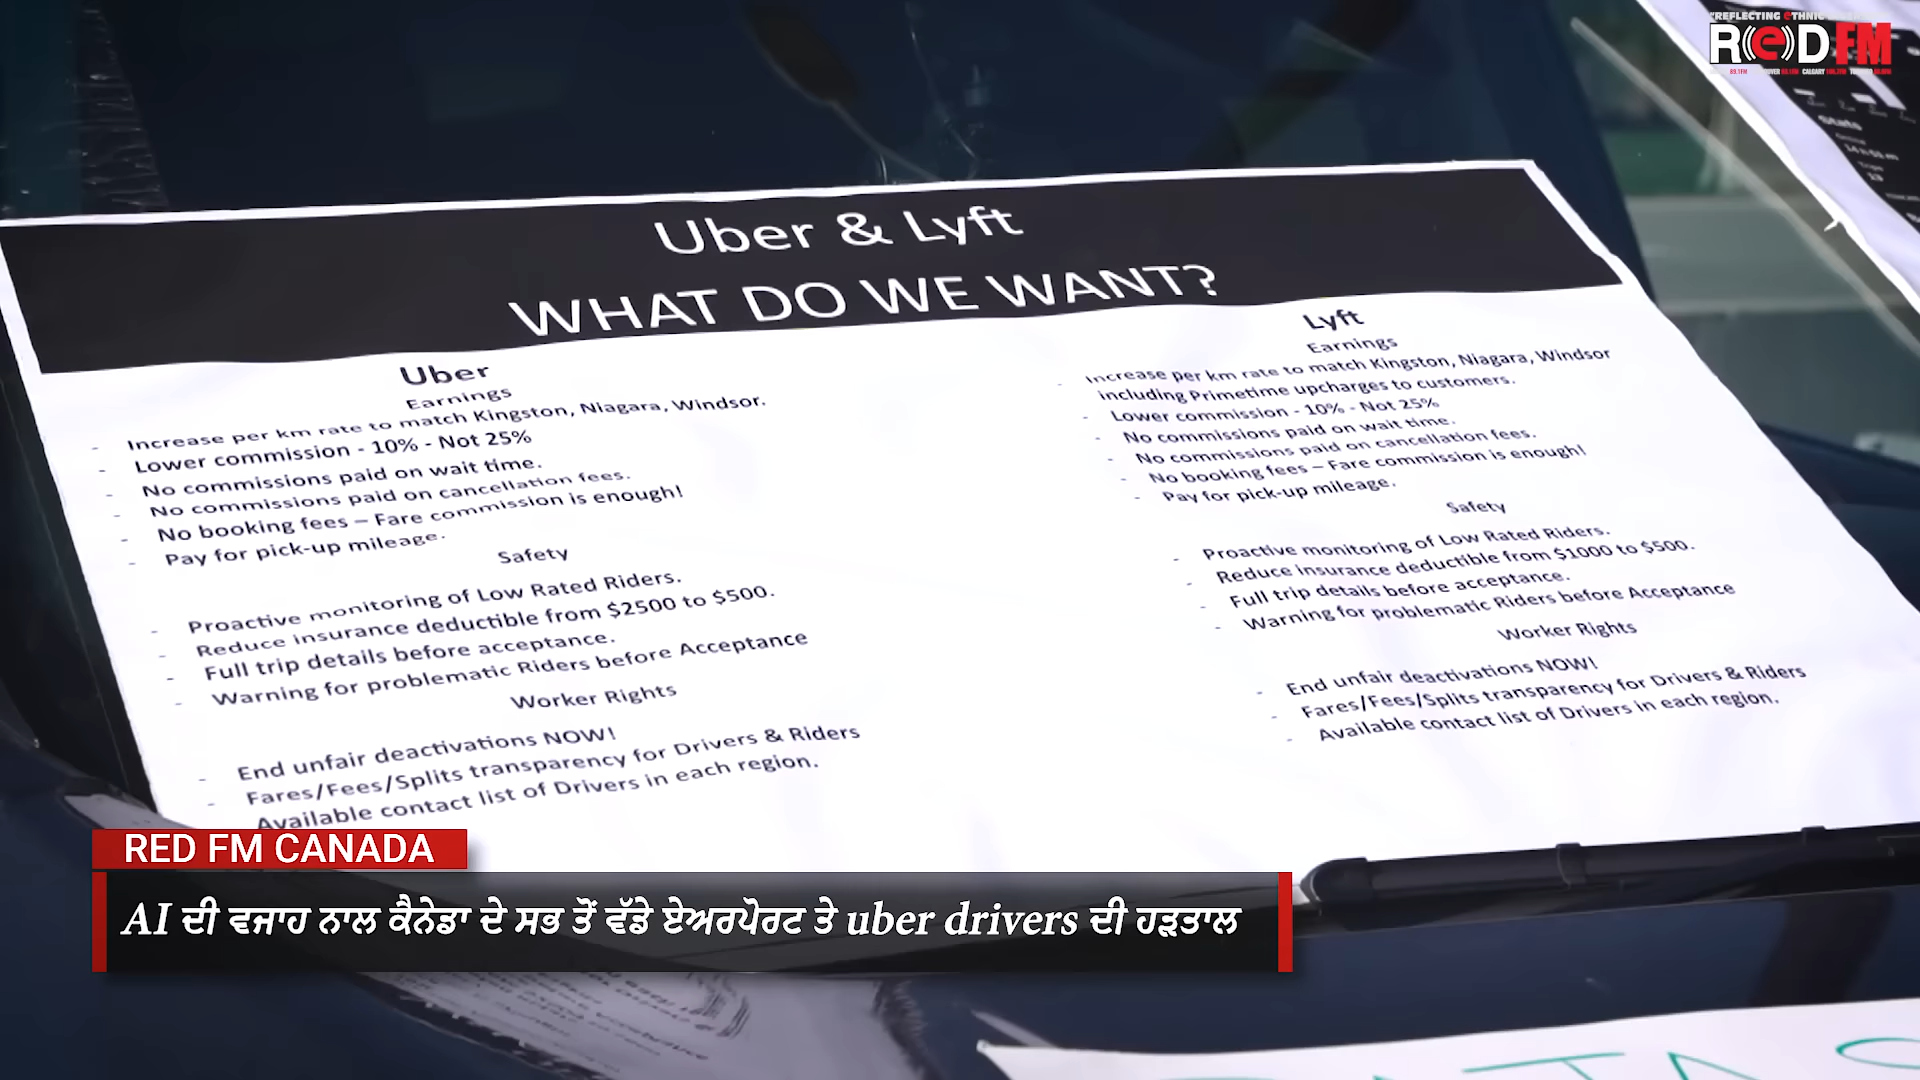 "REFLECTING eTHNIC
ReD FM
Uber & Lyft
WHAT DO WE WANT?
Uber
Earnings
- Increase per km rate to match Kingston, Niagara, Windsor.
- Lower commission - 10% - Not 25%
- No commissions paid on wait time.
- No commissions paid on cancellation fees.
- No booking fees – Fare commission is enough!
- Pay for pick-up mileage.
Safety
- Proactive monitoring of Low Rated Riders.
- Reduce insurance deductible from $2500 to $500.
- Full trip details before acceptance.
- Warning for problematic Riders before Acceptance
Worker Rights
- End unfair deactivations NOW!
- Fares/Fees/Splits transparency for Drivers & Riders
Available contact list of Drivers in each region.
Lyft
Earnings
- Increase per km rate to match Kingston, Niagara, Windsor
including Primetime upcharges to customers.
- Lower commission - 10% - Not 25%
- No commissions paid on wait time.
- No commissions paid on cancellation fees.
- No booking fees – Fare commission is enough!
- Pay for pick-up mileage.
Safety
- Proactive monitoring of Low Rated Riders.
- Reduce insurance deductible from $1000 to $500.
- Full trip details before acceptance.
- Warning for problematic Riders before Acceptance
Worker Rights
- End unfair deactivations NOW!
- Fares/Fees/Splits transparency for Drivers & Riders
- Available contact list of Drivers in each region.
Stats
RED FM CANADA
AI ਦੀ ਵਜਾਹ ਨਾਲ ਕੈਨੇਡਾ ਦੇ ਸਭ ਤੋਂ ਵੱਡੇ ਏਅਰਪੋਰਟ ਤੇ uber drivers ਦੀ ਹੜਤਾਲ